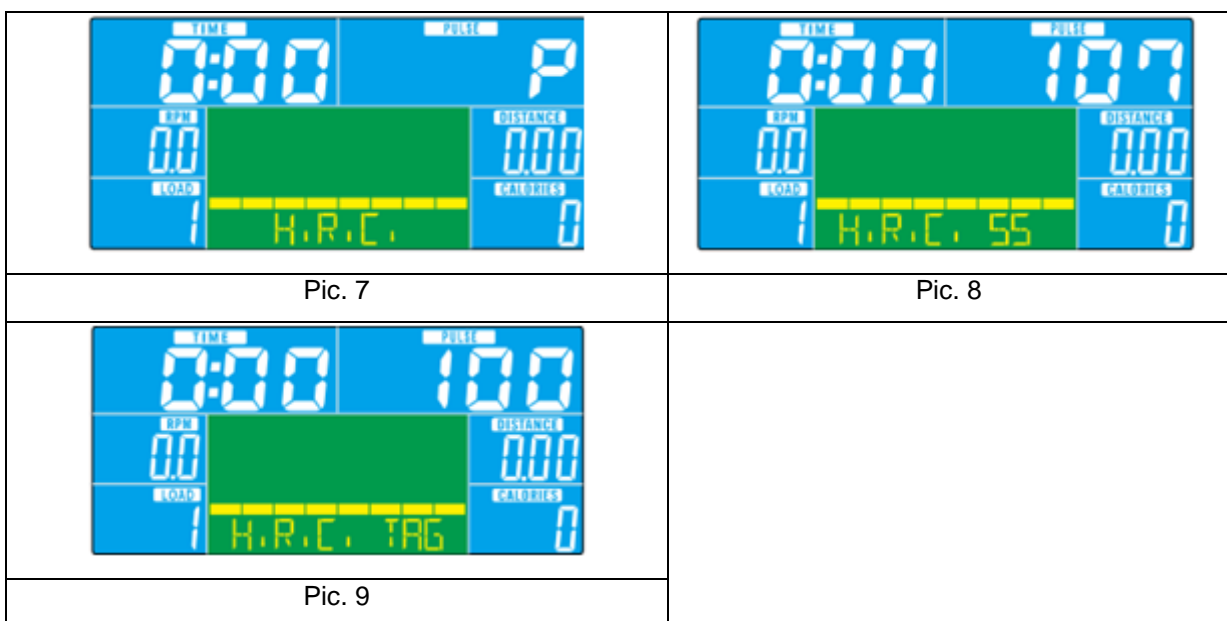 TIME PULSE
0:00 P
RPM DISTANCE
0.0 0.00
LOAD CALORIES
1 0
H.R.C.
Pic. 7
TIME PULSE
0:00 107
RPM DISTANCE
0.0 0.00
LOAD CALORIES
1 0
H.R.C. 55
Pic. 8
TIME PULSE
0:00 100
RPM DISTANCE
0.0 0.00
LOAD CALORIES
1 0
H.R.C. TAG
Pic. 9